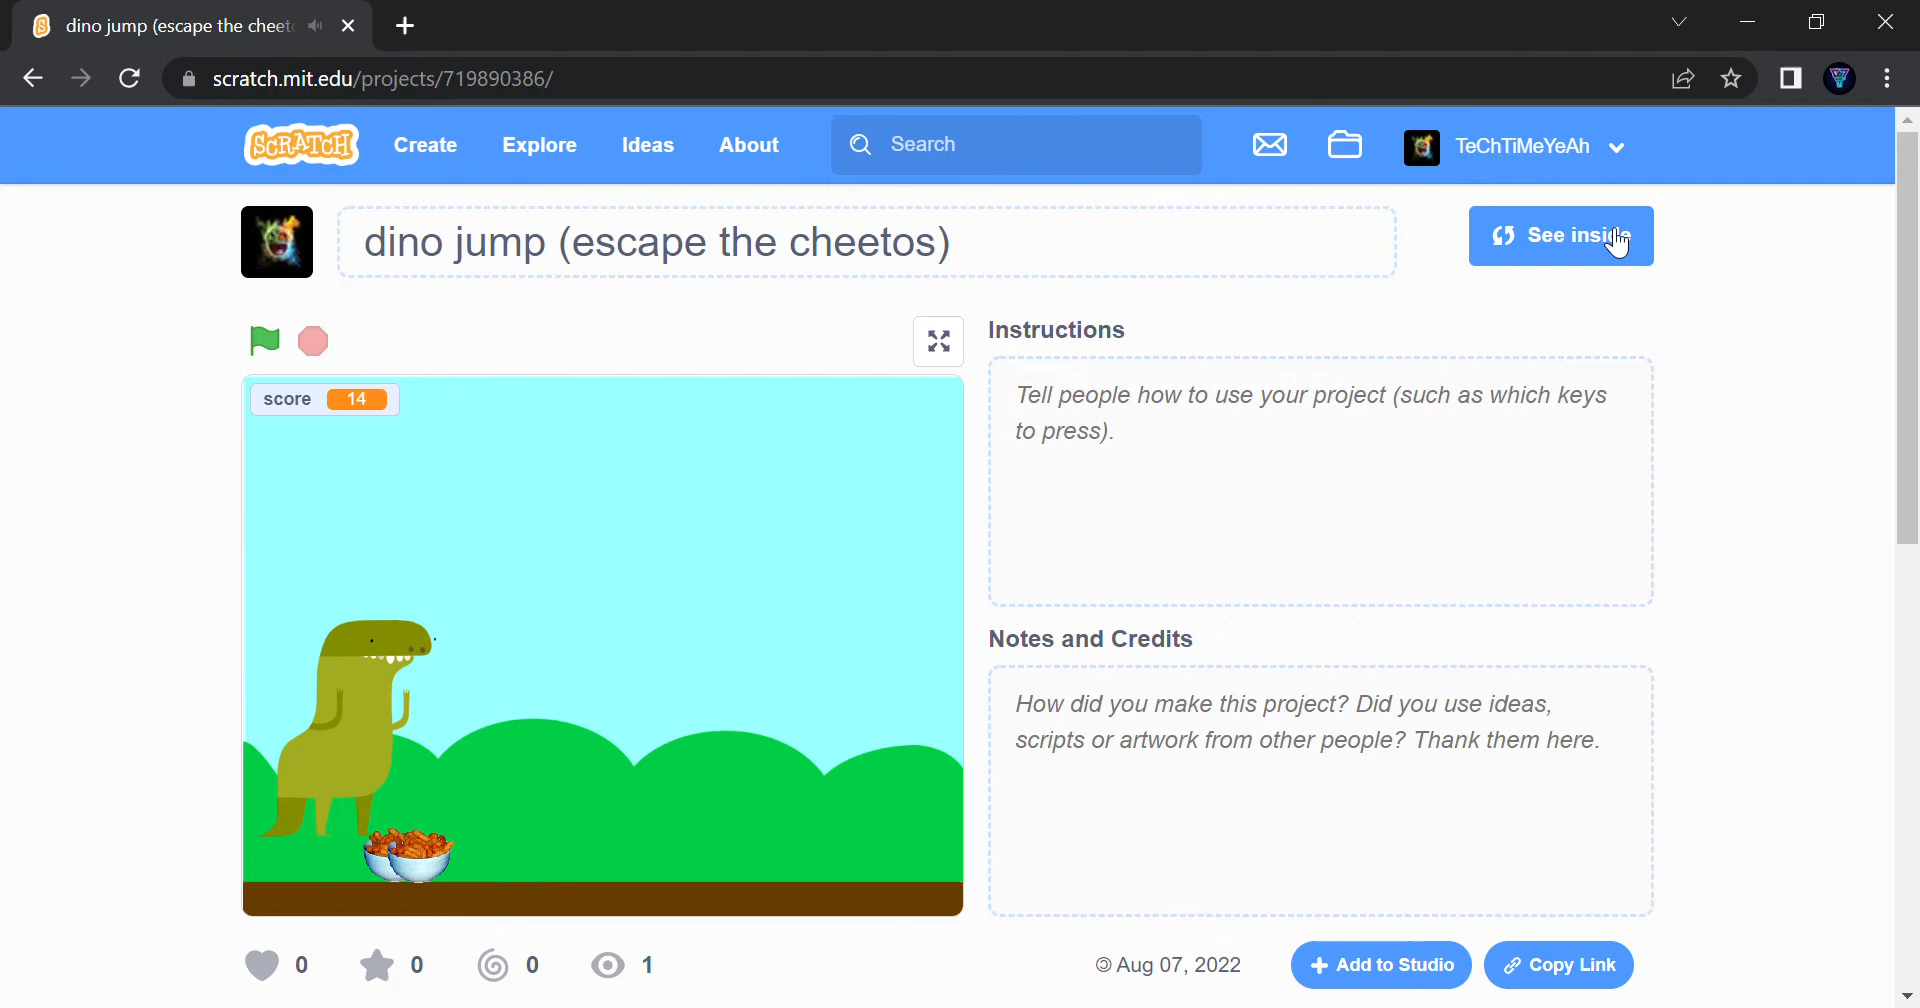 dino jump (escape the cheet
scratch.mit.edu/projects/719890386/
SCRATCH Create Explore Ideas About Search TeChTiMeYeAh
dino jump (escape the cheetos)
See inside
score 14
Instructions
Tell people how to use your project (such as which keys
to press).
Notes and Credits
How did you make this project? Did you use ideas,
scripts or artwork from other people? Thank them here.
0 0 0 1
© Aug 07, 2022 Add to Studio Copy Link